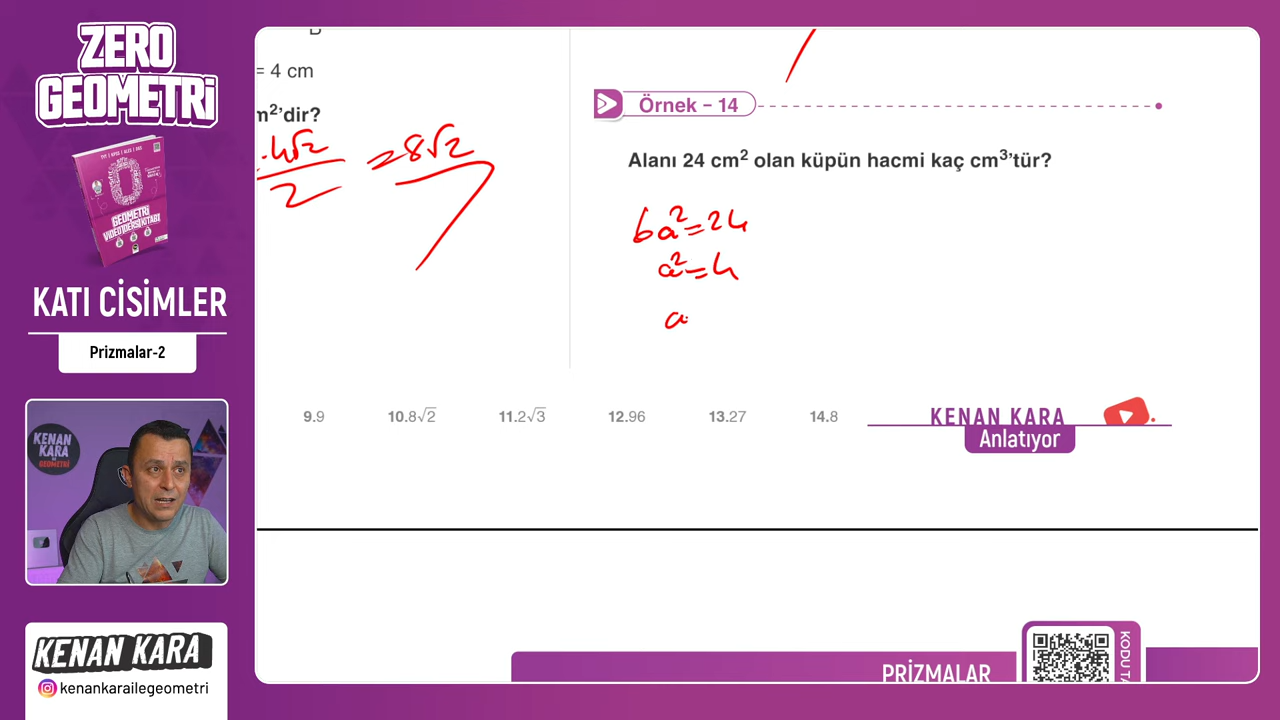 ZERO
GEOMETRİ
GEOMETRİ
VİDEO DERS KİTABI
KATI CİSİMLER
Prizmalar-2
KENAN
KARA
GEOMETRİ
KENAN KARA
kenankarailegeometri
= 4 cm
m²'dir?
.4√2
2
=8√2
Örnek – 14
Alanı 24 cm² olan küpün hacmi kaç cm³'tür?
6a²=24
a²=4
a
9.9 10.8√2 11.2√3 12.96 13.27 14.8
KENAN KARA
Anlatıyor
PRİZMALAR
KODU TA